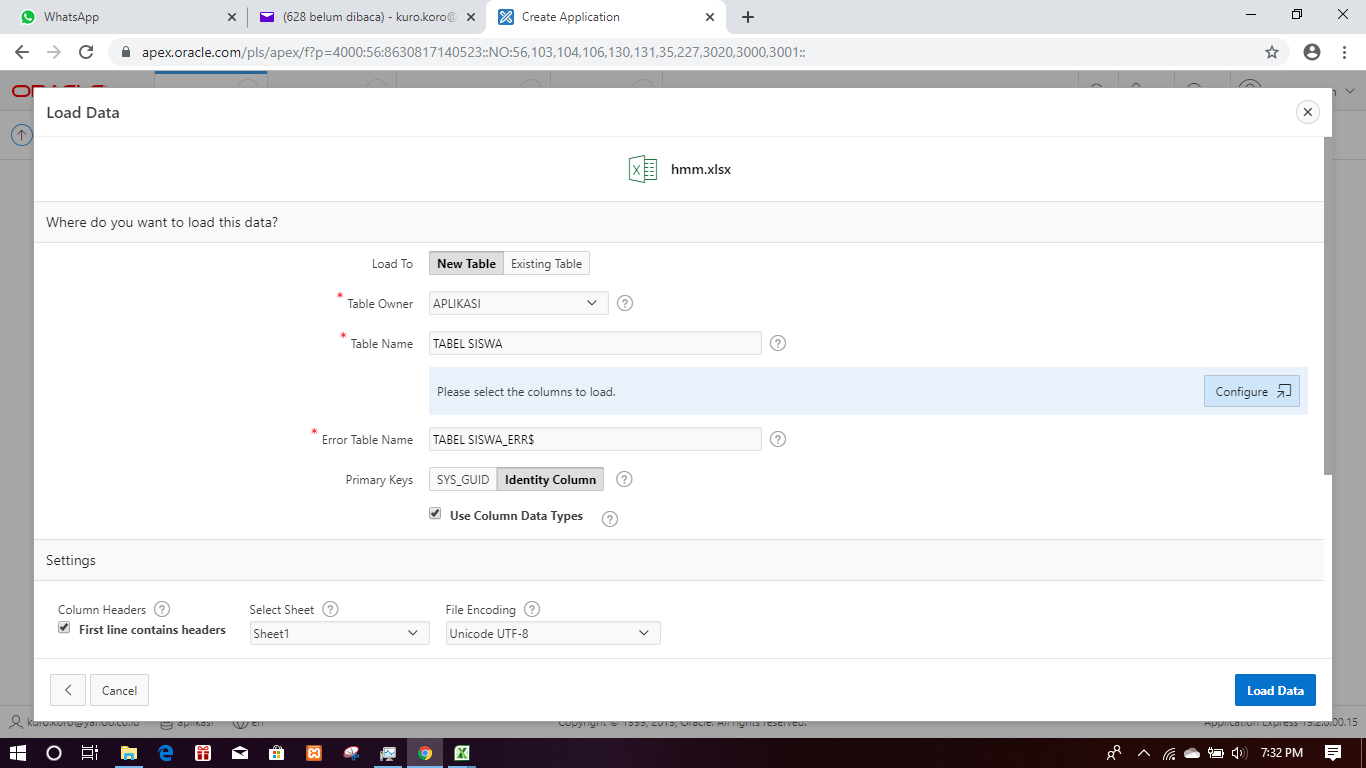 WhatsApp
(628 belum dibaca) - kuro.koro@
Create Application
apex.oracle.com/pls/apex/f?p=4000:56:8630817140523::NO:56,103,104,106,130,131,35,227,3020,3000,3001::
Load Data
hmm.xlsx
Where do you want to load this data?
Load To New Table Existing Table
* Table Owner APLIKASI ?
* Table Name TABEL SISWA ?
Please select the columns to load. Configure
* Error Table Name TABEL SISWA_ERR$ ?
Primary Keys SYS_GUID Identity Column ?
Use Column Data Types ?
Settings
Column Headers ? Select Sheet ? File Encoding ?
First line contains headers Sheet1 Unicode UTF-8
Cancel Load Data
kuro.koro@yahoo.co.id aplikasi en Copyright © 1999, 2019, Oracle. All rights reserved. Application Express 19.2.0.00.15
7:32 PM